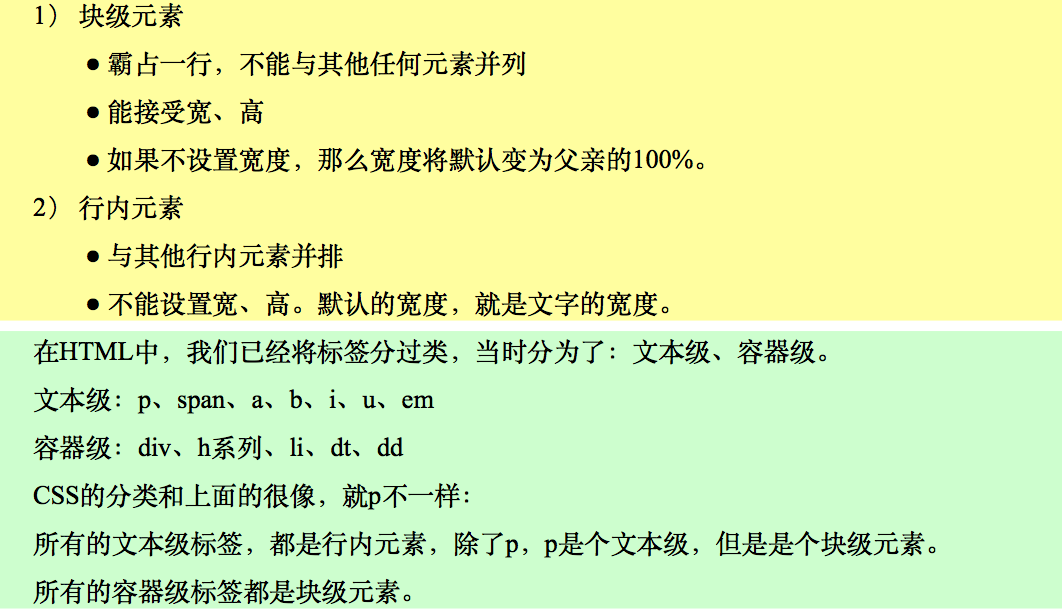 1） 块级元素
● 霸占一行，不能与其他任何元素并列
● 能接受宽、高
● 如果不设置宽度，那么宽度将默认变为父亲的100%。
2） 行内元素
● 与其他行内元素并排
● 不能设置宽、高。默认的宽度，就是文字的宽度。
在HTML中，我们已经将标签分过类，当时分为了：文本级、容器级。
文本级：p、span、a、b、i、u、em
容器级：div、h系列、li、dt、dd
CSS的分类和上面的很像，就p不一样：
所有的文本级标签，都是行内元素，除了p，p是个文本级，但是是个块级元素。
所有的容器级标签都是块级元素。